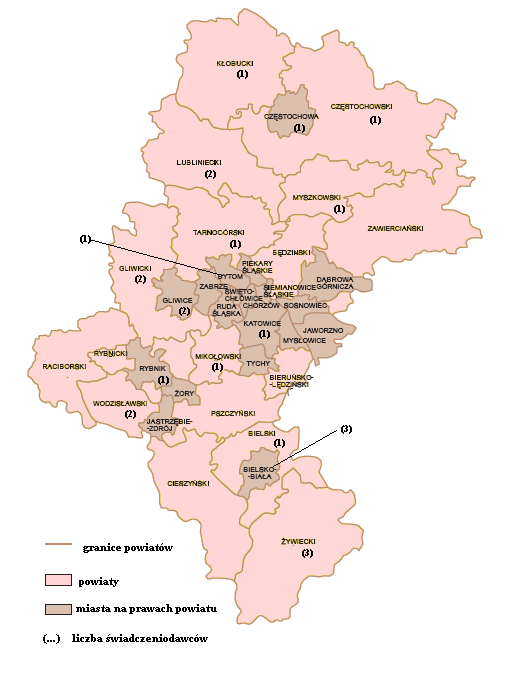 KŁOBUCKI
(1)
CZĘSTOCHOWSKI
(1)
CZĘSTOCHOWA
(1)
LUBLINIECKI
(2)
MYSZKOWSKI
(1)
ZAWIERCIAŃSKI
TARNOGÓRSKI
(1)
(1)
BĘDZIŃSKI
GLIWICKI
(2)
PIEKARY
ŚLĄSKIE
BYTOM
DĄBROWA
GÓRNICZA
ZABRZE
SIEMIANOWICE
ŚLĄSKIE
ŚWIĘTO-
CHŁOWICE
GLIWICE
(2)
RUDA
ŚLĄSKA
CHORZÓW
SOSNOWIEC
KATOWICE
(1)
JAWORZNO
MYSŁOWICE
RACIBORSKI
RYBNICKI
RYBNIK
(1)
MIKOŁOWSKI
(1)
TYCHY
BIERUŃSKO-
-LĘDZIŃSKI
ŻORY
WODZISŁAWSKI
(2)
JASTRZĘBIE-
-ZDRÓJ
PSZCZYŃSKI
BIELSKI
(1)
(3)
BIELSKO-
-BIAŁA
CIESZYŃSKI
ŻYWIECKI
(3)
granice powiatów
powiaty
miasta na prawach powiatu
(...) liczba świadczeniodawców